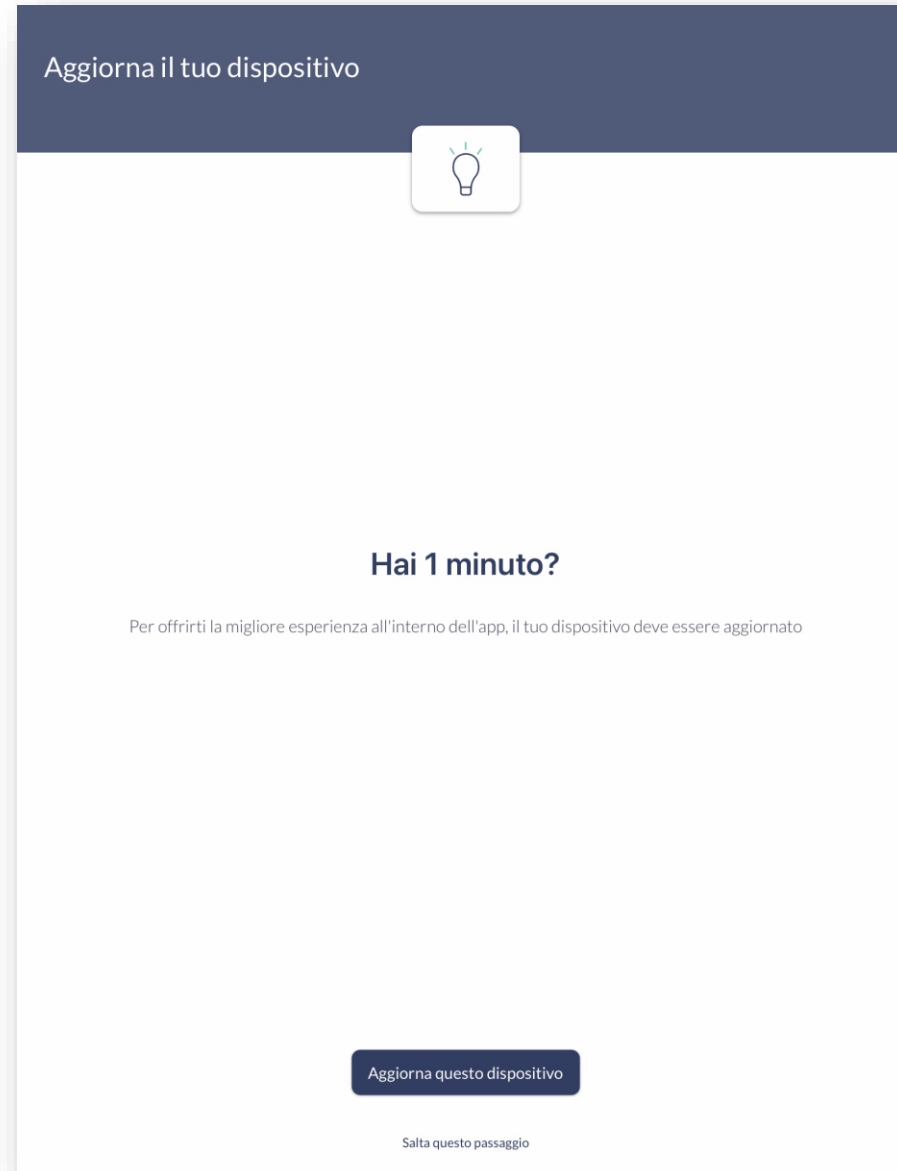 Aggiorna il tuo dispositivo
Hai 1 minuto?
Per offrirti la migliore esperienza all'interno dell'app, il tuo dispositivo deve essere aggiornato
Aggiorna questo dispositivo
Salta questo passaggio